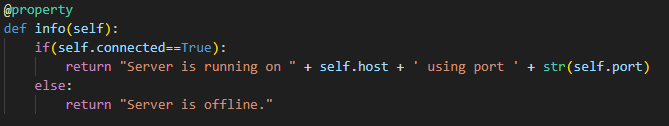 @property
def info(self):
    if(self.connected==True):
        return "Server is running on " + self.host + ' using port ' + str(self.port)
    else:
        return "Server is offline."